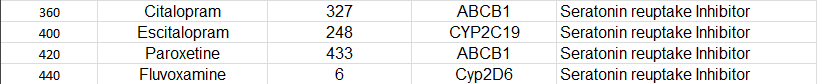 360 Citalopram 327 ABCB1 Seratonin reuptake Inhibitor
400 Escitalopram 248 CYP2C19 Seratonin reuptake Inhibitor
420 Paroxetine 433 ABCB1 Seratonin reuptake Inhibitor
440 Fluvoxamine 6 Cyp2D6 Seratonin reuptake Inhibitor